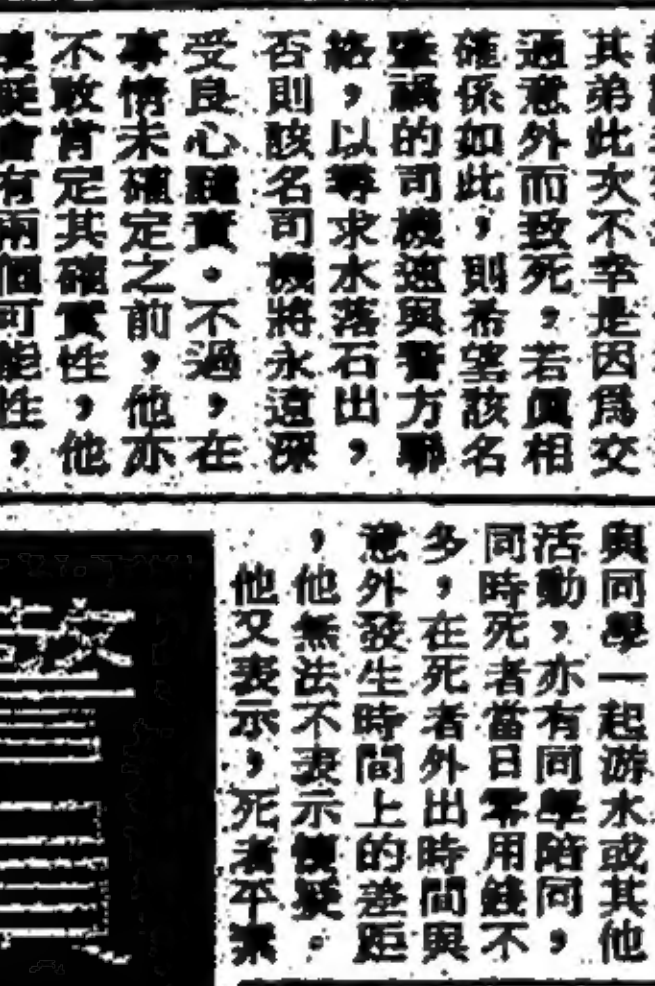 其弟此次不幸是因爲交
通意外而致死。若眞相
確係如此，則希望該名
肇禍的司機速與警方聯
絡，以尋求水落石出，
否則該名司機將永遠深
受良心譴責。不過，在
事情未確定之前，他亦
不敢肯定其確實性，他
會有兩個可能性，
與同學一起游水或其他
活動，亦有同學陪同，
同時死者當日零用錢不
多，在死者外出時間與
意外發生時間上的差距
，他無法不表示懷疑。
他又表示，死者平素